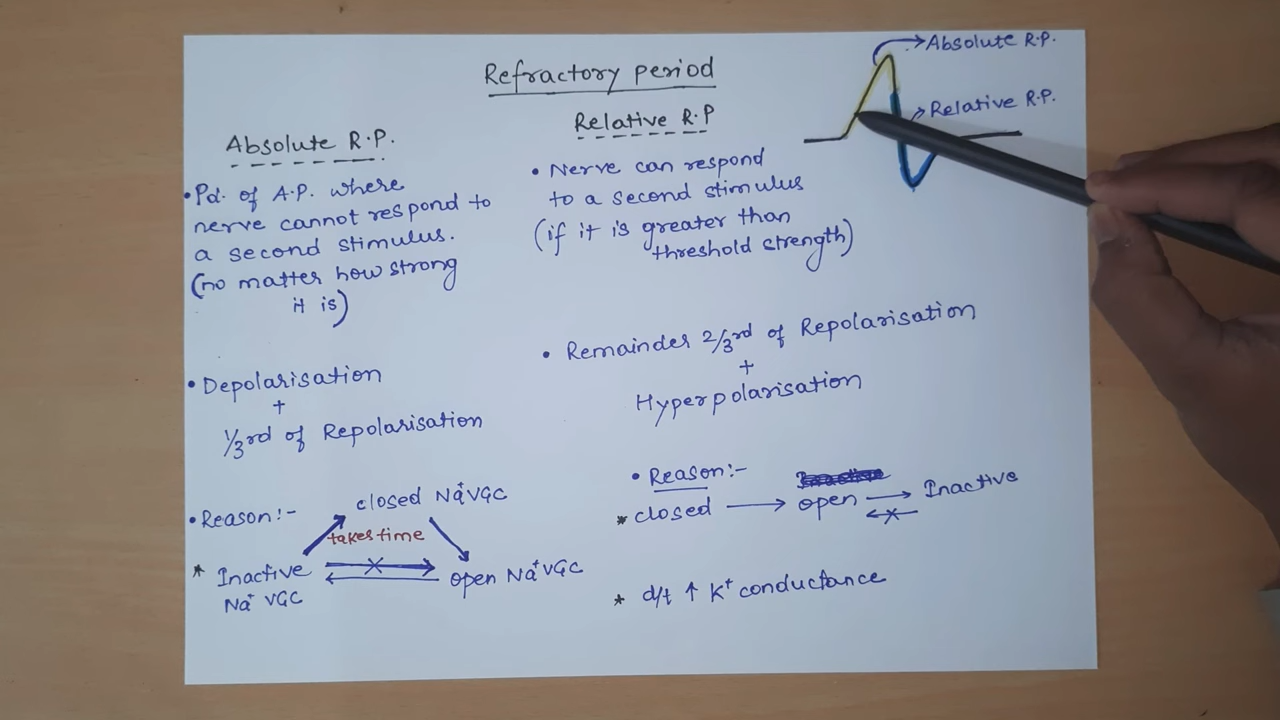 Refractory period
Absolute R.P.
• Pd. of A.P. where
nerve cannot respond to
a second stimulus.
(no matter how strong
it is)
• Depolarisation
+
1/3rd of Repolarisation
• Reason:-
closed Na+ VGC
takes time
* Inactive
Na+ VGC
open Na+ VGC
Relative R.P
• Nerve can respond
to a second stimulus
(if it is greater than
threshold strength)
• Remainder 2/3rd of Repolarisation
+
Hyperpolarisation
• Reason:-
* closed → open → Inactive
* d/t ↑ K+ conductance
→ Absolute R.P.
→ Relative R.P.